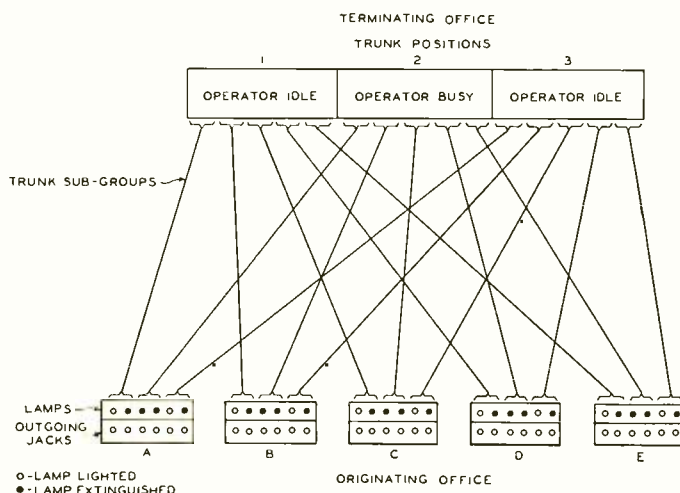 TERMINATING OFFICE
TRUNK POSITIONS
1 2 3
OPERATOR IDLE OPERATOR BUSY OPERATOR IDLE
TRUNK SUB-GROUPS
LAMPS
OUTGOING JACKS
A B C D E
O-LAMP LIGHTED
●-LAMP EXTINGUISHED
ORIGINATING OFFICE